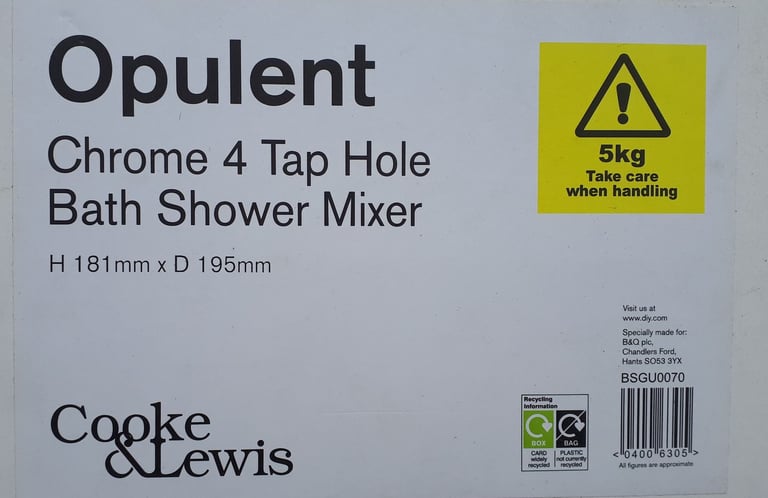 Opulent
Chrome 4 Tap Hole
Bath Shower Mixer
H 181mm x D 195mm
5kg
Take care
when handling
Visit us at
www.diy.com
Specially made for:
B&Q plc,
Chandlers Ford,
Hants SO53 3YX
BSGU0070
<0400 6305>
All figures are approximate
Recycling
Information
BOX
BAG
CARD
widely
recycled
PLASTIC
not currently
recycled
Cooke
&Lewis